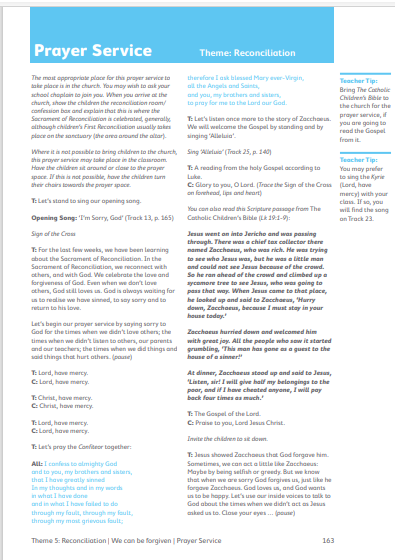 Prayer Service
Theme: Reconciliation
The most appropriate place for this prayer service to
take place is in the church. You may wish to ask your
school chaplain to join you. When you arrive at the
church, show the children the reconciliation room/
confession box and explain that this is where the
Sacrament of Reconciliation is celebrated, generally,
although children's First Reconciliation usually takes
place on the sanctuary (the area around the altar).
Where it is not possible to bring children to the church,
this prayer service may take place in the classroom.
Have the children sit around or close to the prayer
space. If this is not possible, have the children turn
their chairs towards the prayer space.
T: Let's stand to sing our opening song.
Opening Song: 'I'm Sorry, God' (Track 13, p. 165)
Sign of the Cross
T: For the last few weeks, we have been learning
about the Sacrament of Reconciliation. In the
Sacrament of Reconciliation, we reconnect with
others, and with God. We celebrate the love and
forgiveness of God. Even when we don't love
others, God still loves us. God is always waiting for
us to realise we have sinned, to say sorry and to
return to his love.
Let's begin our prayer service by saying sorry to
God for the times when we didn't love others; the
times when we didn't listen to others, our parents
and our teachers; the times when we did things and
said things that hurt others. (pause)
T: Lord, have mercy.
C: Lord, have mercy.
T: Christ, have mercy.
C: Christ, have mercy.
T: Lord, have mercy.
C: Lord, have mercy.
T: Let's pray the Confiteor together:
All: I confess to almighty God
and to you, my brothers and sisters,
that I have greatly sinned
In my thoughts and in my words
in what I have done
and in what I have failed to do
through my fault, through my fault,
through my most grievous fault;
therefore I ask blessed Mary ever-Virgin,
all the Angels and Saints,
and you, my brothers and sisters,
to pray for me to the Lord our God.
T: Let's listen once more to the story of Zacchaeus.
We will welcome the Gospel by standing and by
singing 'Alleluia'.
Sing 'Alleluia' (Track 25, p. 140)
T: A reading from the holy Gospel according to
Luke.
C: Glory to you, O Lord. (Trace the Sign of the Cross
on forehead, lips and heart)
You can also read this Scripture passage from The
Catholic Children's Bible (Lk 19:1-9):
Jesus went on into Jericho and was passing
through. There was a chief tax collector there
named Zacchaeus, who was rich. He was trying
to see who Jesus was, but he was a little man
and could not see Jesus because of the crowd.
So he ran ahead of the crowd and climbed up a
sycamore tree to see Jesus, who was going to
pass that way. When Jesus came to that place,
he looked up and said to Zacchaeus, 'Hurry
down, Zacchaeus, because I must stay in your
house today.'
Zacchaeus hurried down and welcomed him
with great joy. All the people who saw it started
grumbling, 'This man has gone as a guest to the
house of a sinner!'
At dinner, Zacchaeus stood up and said to Jesus,
'Listen, sir! I will give half my belongings to the
poor, and if I have cheated anyone, I will pay
back four times as much.'
T: The Gospel of the Lord.
C: Praise to you, Lord Jesus Christ.
Invite the children to sit down.
T: Jesus showed Zacchaeus that God forgave him.
Sometimes, we can act a little like Zacchaeus:
Maybe by being selfish or greedy. But we know
that when we are sorry God forgives us, just like he
forgave Zacchaeus. God loves us, and God wants
us to be happy. Let's use our inside voices to talk to
God about the times when we didn't act as Jesus
asked us to. Close your eyes ... (pause)
Teacher Tip:
Bring The Catholic
Children's Bible to
the church for the
prayer service, if
you are going to
read the Gospel
from it.
Teacher Tip:
You may prefer
to sing the Kyrie
(Lord, have
mercy) with your
class. If so, you
will find the song
on Track 23.
Theme 5: Reconciliation | We can be forgiven | Prayer Service
163